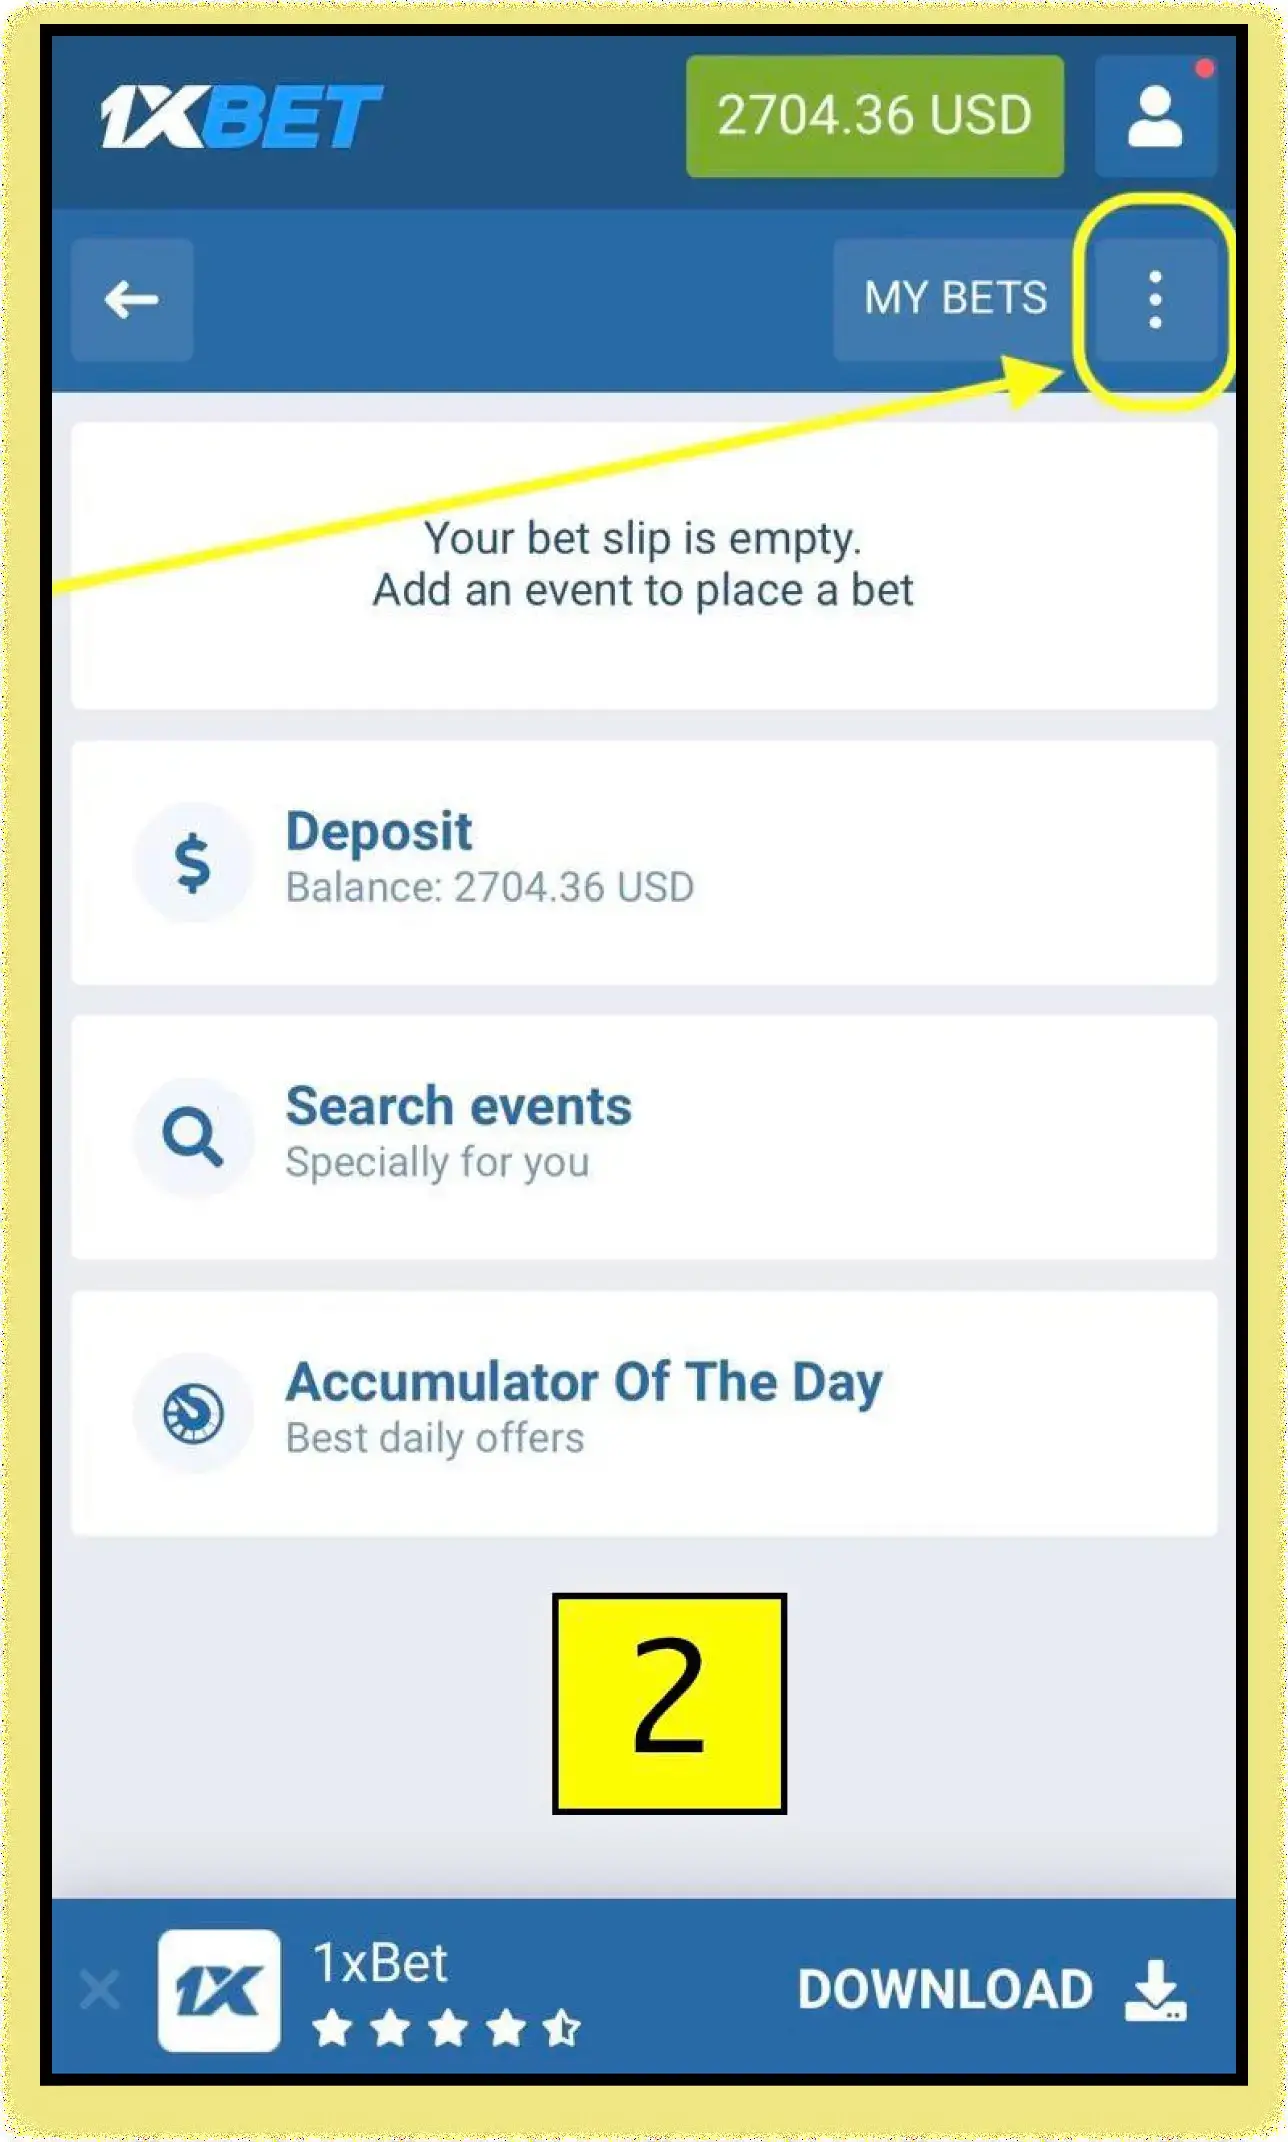 1XBET
2704.36 USD
MY BETS
Your bet slip is empty.
Add an event to place a bet
Deposit
Balance: 2704.36 USD
Search events
Specially for you
Accumulator Of The Day
Best daily offers
2
1X
1xBet
DOWNLOAD